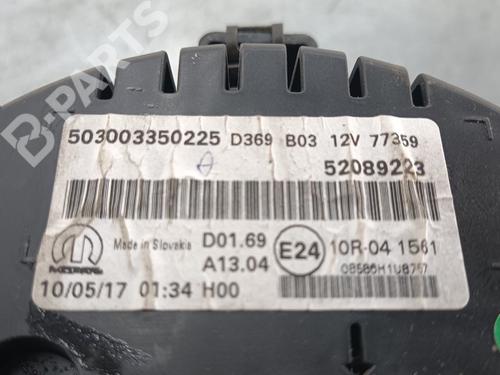 B-PARTS
503003350225 D369 B03 12V 77359
52089223
Made in Slovakia D01.69 E24 10R-04 1561
A13.04
10/05/17 01:34 H00